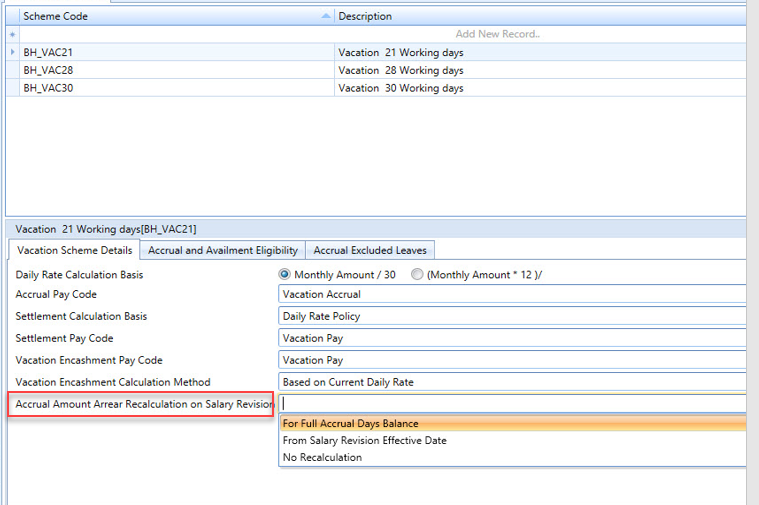 Scheme Code Description
Add New Record..
BH_VAC21 Vacation 21 Working days
BH_VAC28 Vacation 28 Working days
BH_VAC30 Vacation 30 Working days
Vacation 21 Working days[BH_VAC21]
Vacation Scheme Details Accrual and Availment Eligibility Accrual Excluded Leaves
Daily Rate Calculation Basis Monthly Amount / 30 (Monthly Amount * 12 )/
Accrual Pay Code Vacation Accrual
Settlement Calculation Basis Daily Rate Policy
Settlement Pay Code Vacation Pay
Vacation Encashment Pay Code Vacation Pay
Vacation Encashment Calculation Method Based on Current Daily Rate
Accrual Amount Arrear Recalculation on Salary Revision
For Full Accrual Days Balance
From Salary Revision Effective Date
No Recalculation